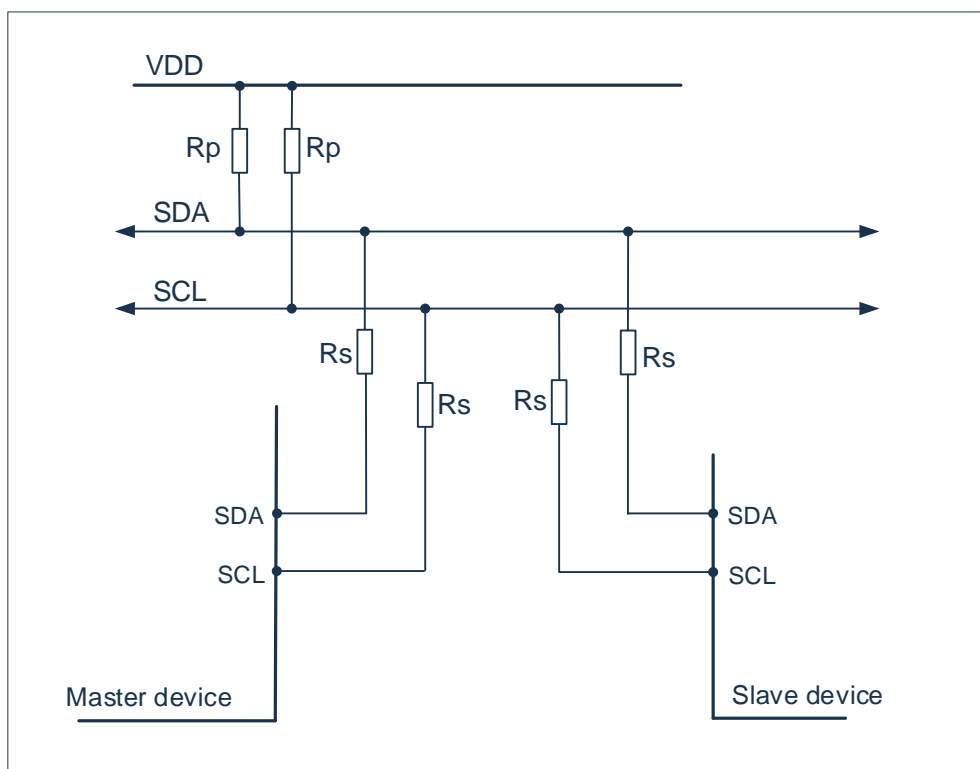 VDD
Rp
Rp
SDA
SCL
Rs
Rs
Rs
Rs
SDA
SDA
SCL
SCL
Master device
Slave device